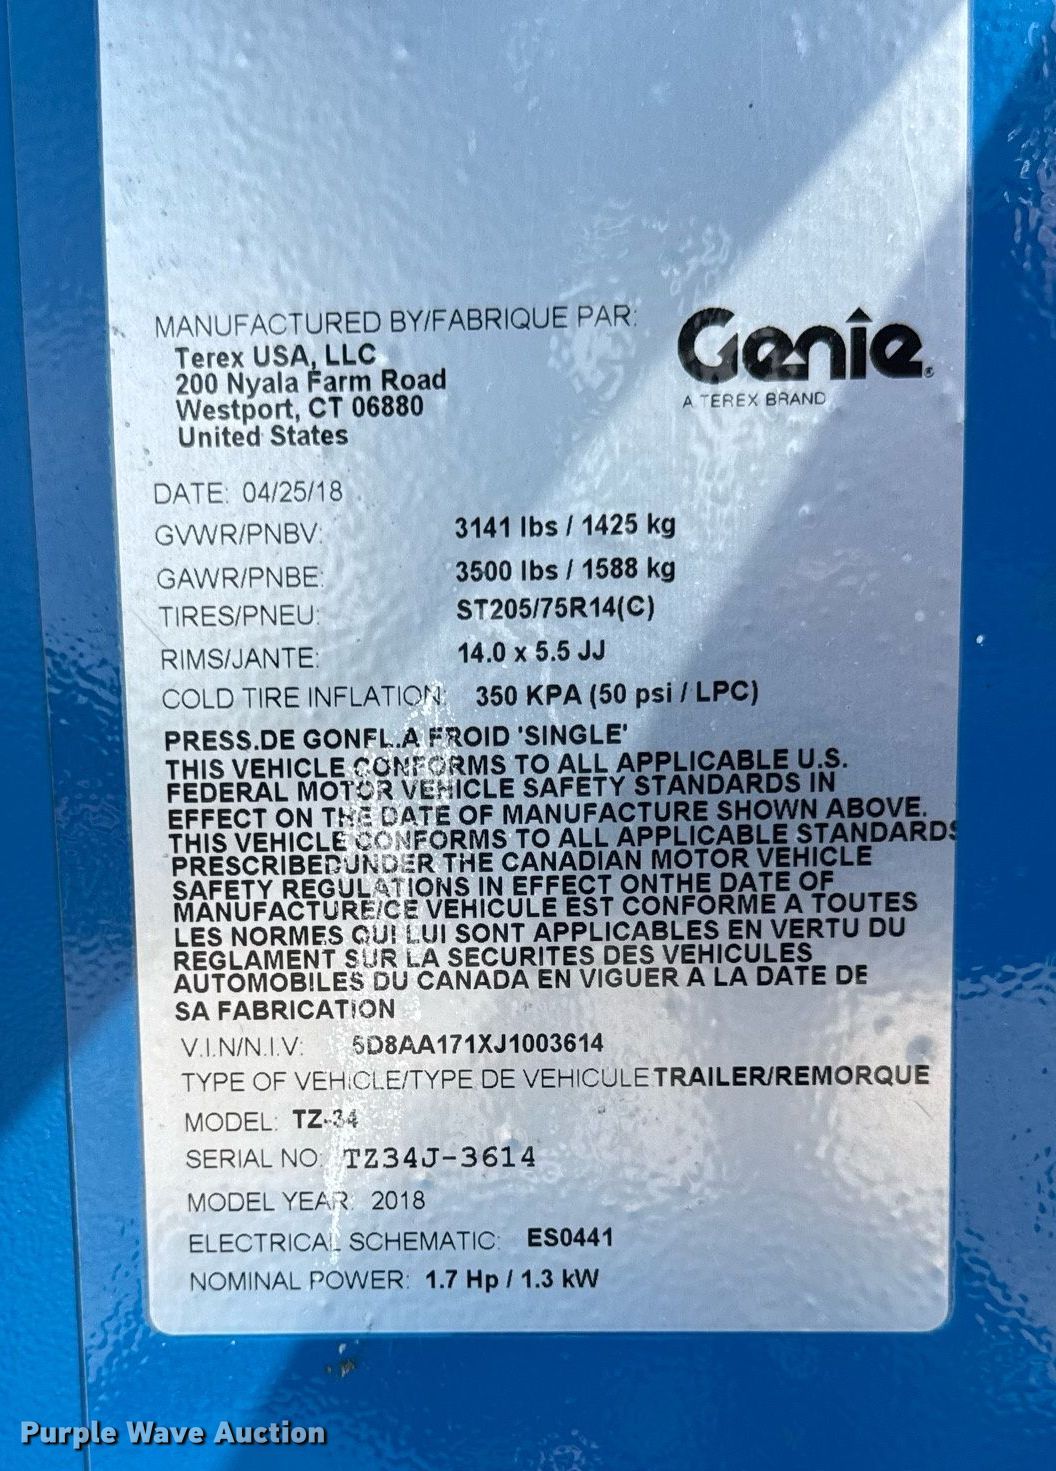 MANUFACTURED BY/FABRIQUE PAR:
Terex USA, LLC
200 Nyala Farm Road
Westport, CT 06880
United States
Genie®
A TEREX BRAND
DATE: 04/25/18
GVWR/PNBV: 3141 lbs / 1425 kg
GAWR/PNBE: 3500 lbs / 1588 kg
TIRES/PNEU: ST205/75R14(C)
RIMS/JANTE: 14.0 x 5.5 JJ
COLD TIRE INFLATION: 350 KPA (50 psi / LPC)
PRESS.DE GONFL.A FROID 'SINGLE'
THIS VEHICLE CONFORMS TO ALL APPLICABLE U.S.
FEDERAL MOTOR VEHICLE SAFETY STANDARDS IN
EFFECT ON THE DATE OF MANUFACTURE SHOWN ABOVE.
THIS VEHICLE CONFORMS TO ALL APPLICABLE STANDARDS
PRESCRIBEDUNDER THE CANADIAN MOTOR VEHICLE
SAFETY REGULATIONS IN EFFECT ONTHE DATE OF
MANUFACTURE/CE VEHICULE EST CONFORME A TOUTES
LES NORMES QUI LUI SONT APPLICABLES EN VERTU DU
REGLAMENT SUR LA SECURITES DES VEHICULES
AUTOMOBILES DU CANADA EN VIGUER A LA DATE DE
SA FABRICATION
V.I.N/N.I.V: 5D8AA171XJ1003614
TYPE OF VEHICLE/TYPE DE VEHICULE TRAILER/REMORQUE
MODEL: TZ-34
SERIAL NO: TZ34J-3614
MODEL YEAR: 2018
ELECTRICAL SCHEMATIC: ES0441
NOMINAL POWER: 1.7 Hp / 1.3 kW
Purple Wave Auction